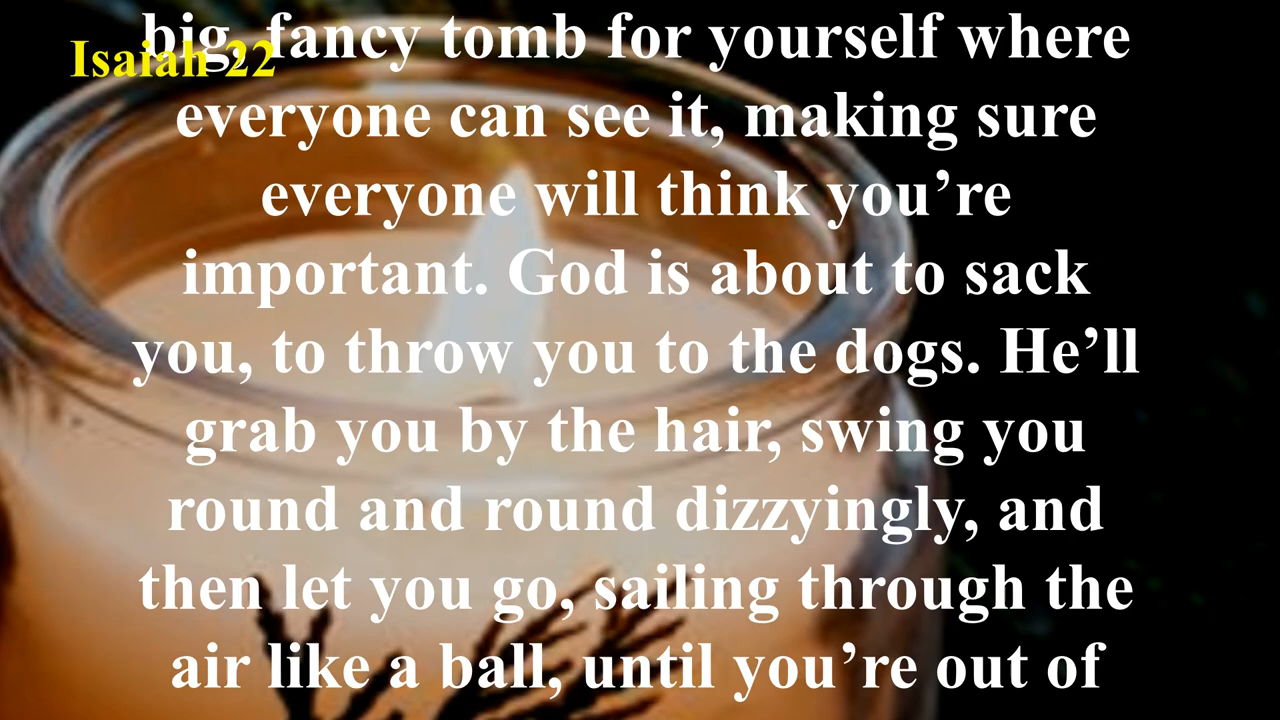 Isaiah 22
big, fancy tomb for yourself where
everyone can see it, making sure
everyone will think you’re
important. God is about to sack
you, to throw you to the dogs. He’ll
grab you by the hair, swing you
round and round dizzyingly, and
then let you go, sailing through the
air like a ball, until you’re out of